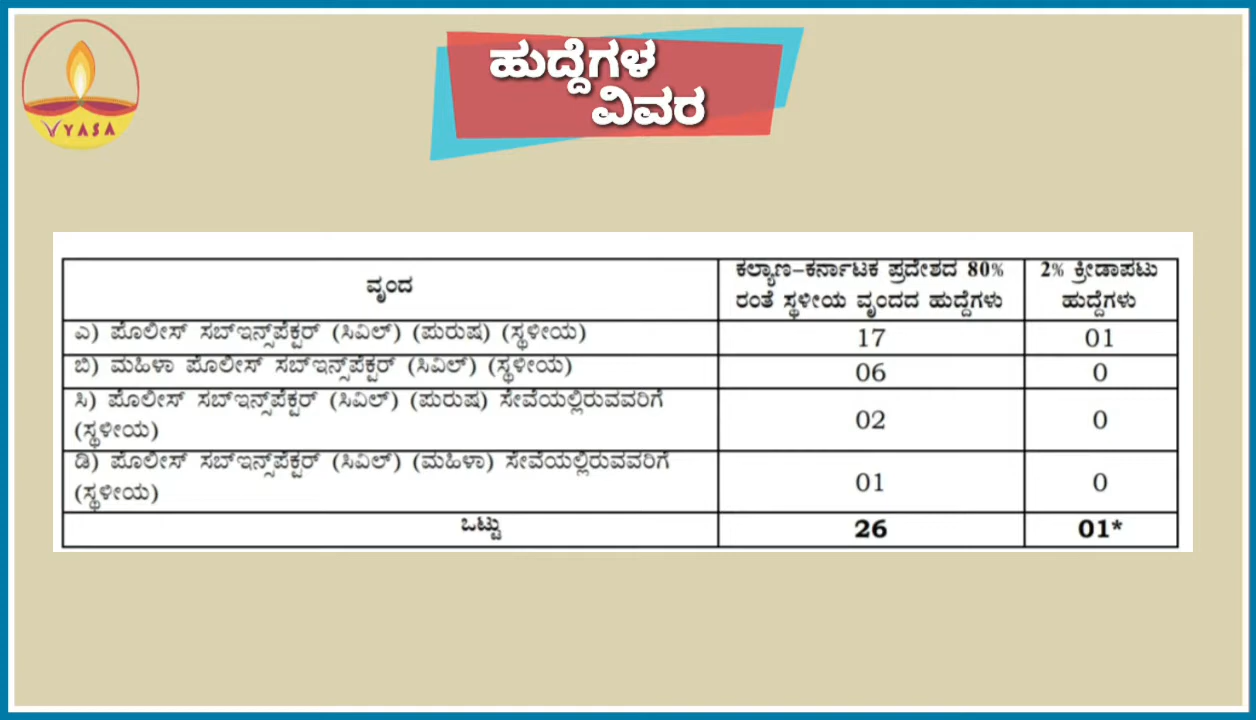 VYASA
ಹುದ್ದೆಗಳ
ವಿವರ
ವೃಂದ
ಕಲ್ಯಾಣ-ಕರ್ನಾಟಕ ಪ್ರದೇಶದ 80%
ರಂತೆ ಸ್ಥಳೀಯ ವೃಂದದ ಹುದ್ದೆಗಳು
2% ಕ್ರೀಡಾಪಟು
ಹುದ್ದೆಗಳು
ಎ) ಪೊಲೀಸ್ ಸಬ್‌ಇನ್ಸ್‌ಪೆಕ್ಟರ್ (ಸಿವಿಲ್) (ಪುರುಷ) (ಸ್ಥಳೀಯ) 17 01
ಬಿ) ಮಹಿಳಾ ಪೊಲೀಸ್ ಸಬ್‌ಇನ್ಸ್‌ಪೆಕ್ಟರ್ (ಸಿವಿಲ್) (ಸ್ಥಳೀಯ) 06 0
ಸಿ) ಪೊಲೀಸ್ ಸಬ್‌ಇನ್ಸ್‌ಪೆಕ್ಟರ್ (ಸಿವಿಲ್) (ಪುರುಷ) ಸೇವೆಯಲ್ಲಿರುವವರಿಗೆ
(ಸ್ಥಳೀಯ) 02 0
ಡಿ) ಪೊಲೀಸ್ ಸಬ್‌ಇನ್ಸ್‌ಪೆಕ್ಟರ್ (ಸಿವಿಲ್) (ಮಹಿಳಾ) ಸೇವೆಯಲ್ಲಿರುವವರಿಗೆ
(ಸ್ಥಳೀಯ) 01 0
ಒಟ್ಟು 26 01*